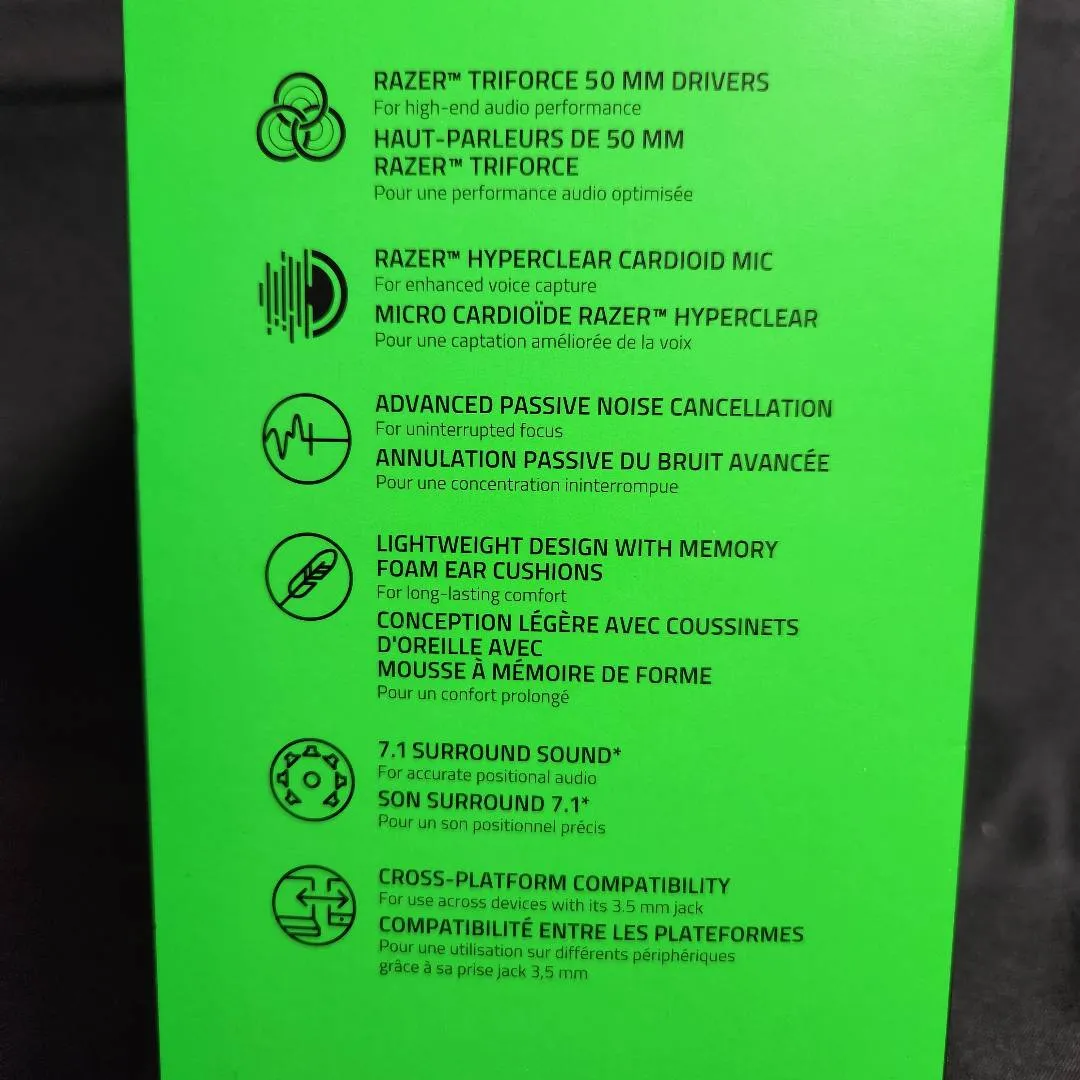 RAZER™ TRIFORCE 50 MM DRIVERS
For high-end audio performance
HAUT-PARLEURS DE 50 MM
RAZER™ TRIFORCE
Pour une performance audio optimisée
RAZER™ HYPERCLEAR CARDIOID MIC
For enhanced voice capture
MICRO CARDIOÏDE RAZER™ HYPERCLEAR
Pour une captation améliorée de la voix
ADVANCED PASSIVE NOISE CANCELLATION
For uninterrupted focus
ANNULATION PASSIVE DU BRUIT AVANCÉE
Pour une concentration ininterrompue
LIGHTWEIGHT DESIGN WITH MEMORY
FOAM EAR CUSHIONS
For long-lasting comfort
CONCEPTION LÉGÈRE AVEC COUSSINETS
D'OREILLE AVEC
MOUSSE À MÉMOIRE DE FORME
Pour un confort prolongé
7.1 SURROUND SOUND*
For accurate positional audio
SON SURROUND 7.1*
Pour un son positionnel précis
CROSS-PLATFORM COMPATIBILITY
For use across devices with its 3.5 mm jack
COMPATIBILITÉ ENTRE LES PLATEFORMES
Pour une utilisation sur différents périphériques
grâce à sa prise jack 3,5 mm